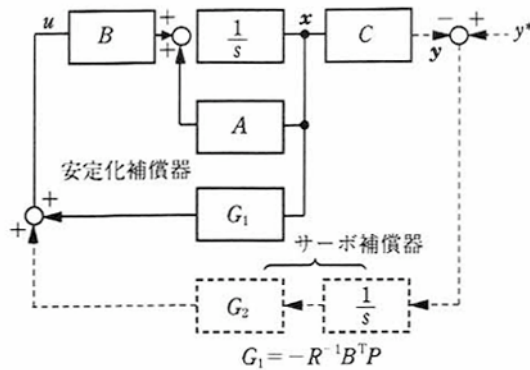 u B + + 1/s x C − + y*
y
A
安定化補償器
+ + G₁
サーボ補償器
G₂ 1/s
G₁=−R⁻¹BᵀP